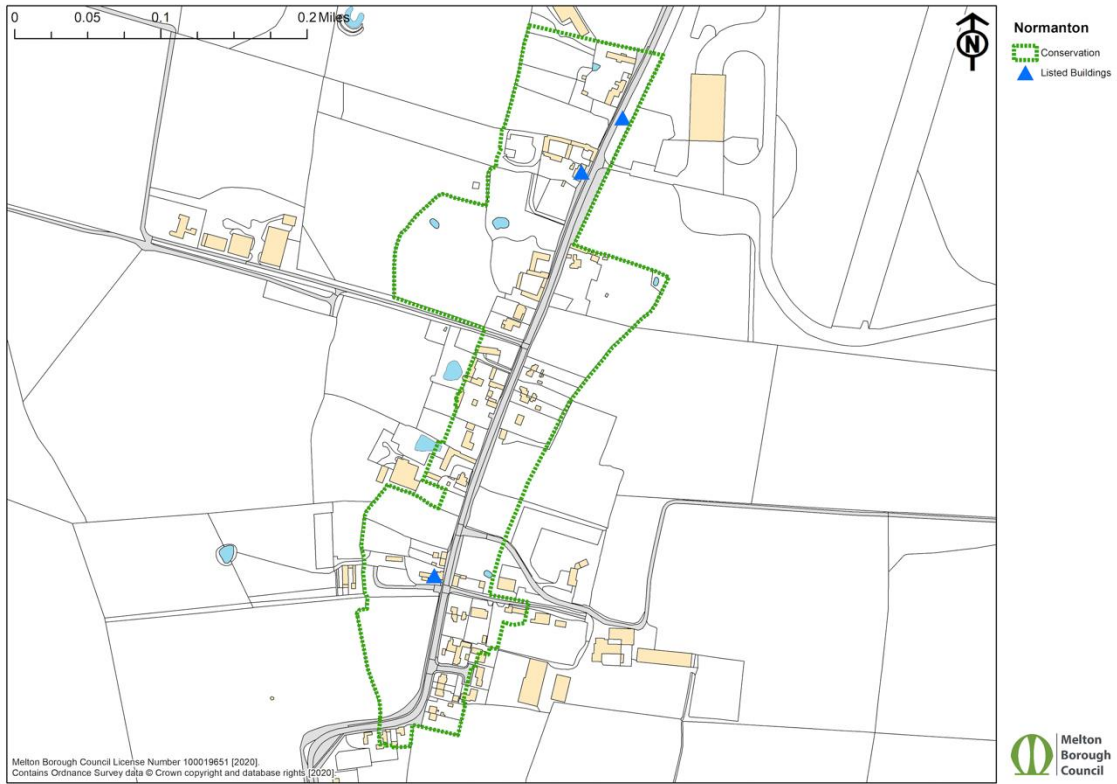 0 0.05 0.1 0.2 Miles
N
Normanton
Conservation
Listed Buildings
Melton Borough Council License Number 100019651 [2020].
Contains Ordnance Survey data © Crown copyright and database rights [2020]
Melton
Borough
Council